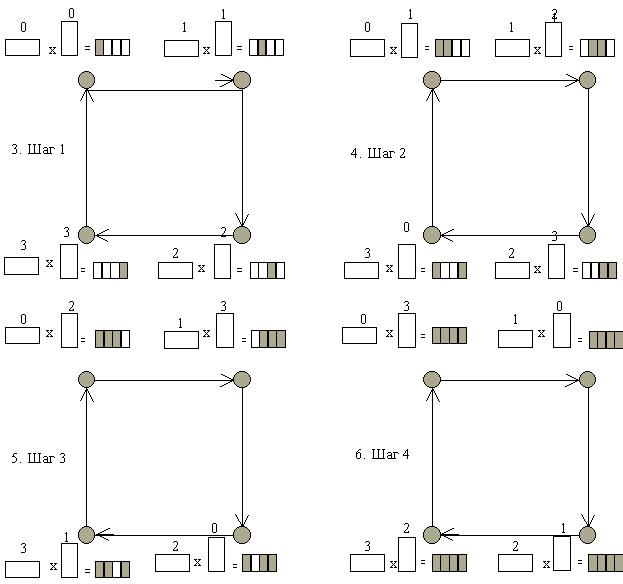 0 0 1 1 0 1 1 2
x = x = x = x =
3. Шаг 1
4. Шаг 2
3 3 2 2 3 0 2 3
x = x = x = x =
0 2 1 3 0 3 1 0
x = x = x = x =
5. Шаг 3
6. Шаг 4
3 1 2 0 3 2 2 1
x = x = x = x =